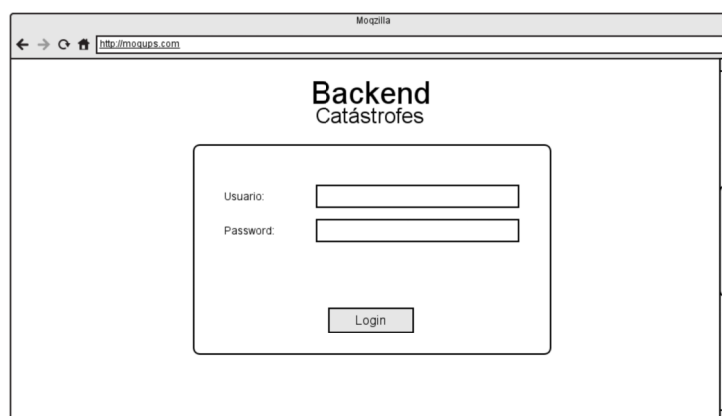 Moqzilla
http://moqups.com
Backend
Catástrofes
Usuario:
Password:
Login